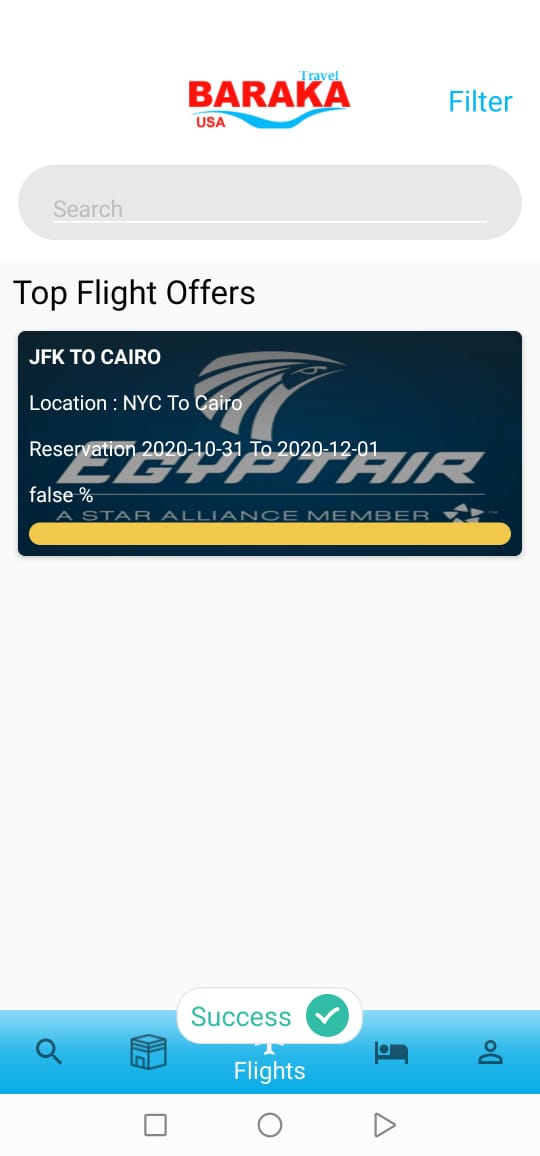 Travel
BARAKA
USA
Filter
Search
Top Flight Offers
JFK TO CAIRO
Location : NYC To Cairo
Reservation 2020-10-31 To 2020-12-01
EGYPTAIR
false %
A STAR ALLIANCE MEMBER ™
Success
Flights